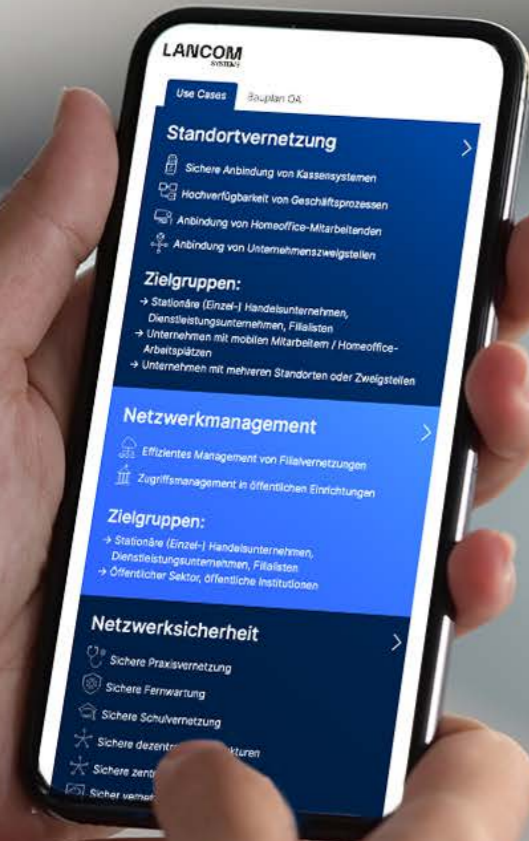 LANCOM
SYSTEMS
Use Cases
Bauplan OA
Standortvernetzung
Sichere Anbindung von Kassensystemen
Hochverfügbarkeit von Geschäftsprozessen
Anbindung von Homeoffice-Mitarbeitenden
Anbindung von Unternehmenszweigstellen
Zielgruppen:
→ Stationäre (Einzel-) Handelsunternehmen,
Dienstleistungsunternehmen, Filialisten
→ Unternehmen mit mobilen Mitarbeitern / Homeoffice-
Arbeitsplätzen
→ Unternehmen mit mehreren Standorten oder Zweigstellen
Netzwerkmanagement
Effizientes Management von Filialvernetzungen
Zugriffsmanagement in öffentlichen Einrichtungen
Zielgruppen:
→ Stationäre (Einzel-) Handelsunternehmen,
Dienstleistungsunternehmen, Filialisten
→ Öffentlicher Sektor, öffentliche Institutionen
Netzwerksicherheit
Sichere Praxisvernetzung
Sichere Fernwartung
Sichere Schulvernetzung
Sichere
Sichere
Sicher